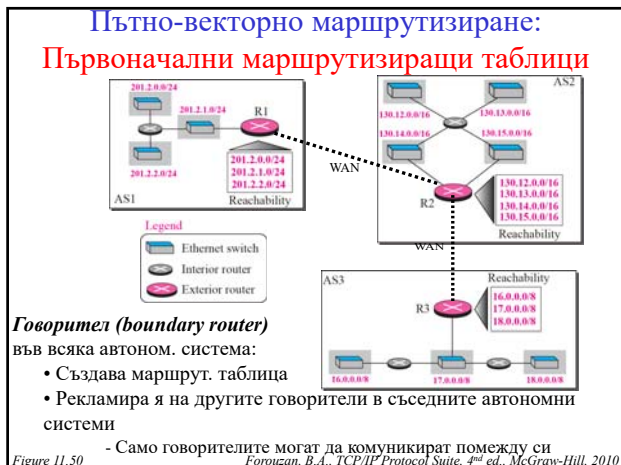 Пътно-векторно маршрутизиране:
Първоначални маршрутизиращи таблици
201.2.0.0/24
201.2.1.0/24
R1
201.2.2.0/24
201.2.0.0/24
201.2.1.0/24
201.2.2.0/24
Reachability
AS1
WAN
AS2
130.12.0.0/16
130.13.0.0/16
130.14.0.0/16
130.15.0.0/16
R2
130.12.0.0/16
130.13.0.0/16
130.14.0.0/16
130.15.0.0/16
Reachability
WAN
Legend
Ethernet switch
Interior router
Exterior router
AS3
Reachability
R3
16.0.0.0/8
17.0.0.0/8
18.0.0.0/8
16.0.0.0/8
17.0.0.0/8
18.0.0.0/8
Говорител (boundary router)
във всяка автоном. система:
• Създава маршрут. таблица
• Рекламира я на другите говорители в съседните автономни
системи
- Само говорителите могат да комуникират помежду си
Figure 11.50
Forouzan, B.A., TCP/IP Protocol Suite, 4nd ed., McGraw-Hill, 2010